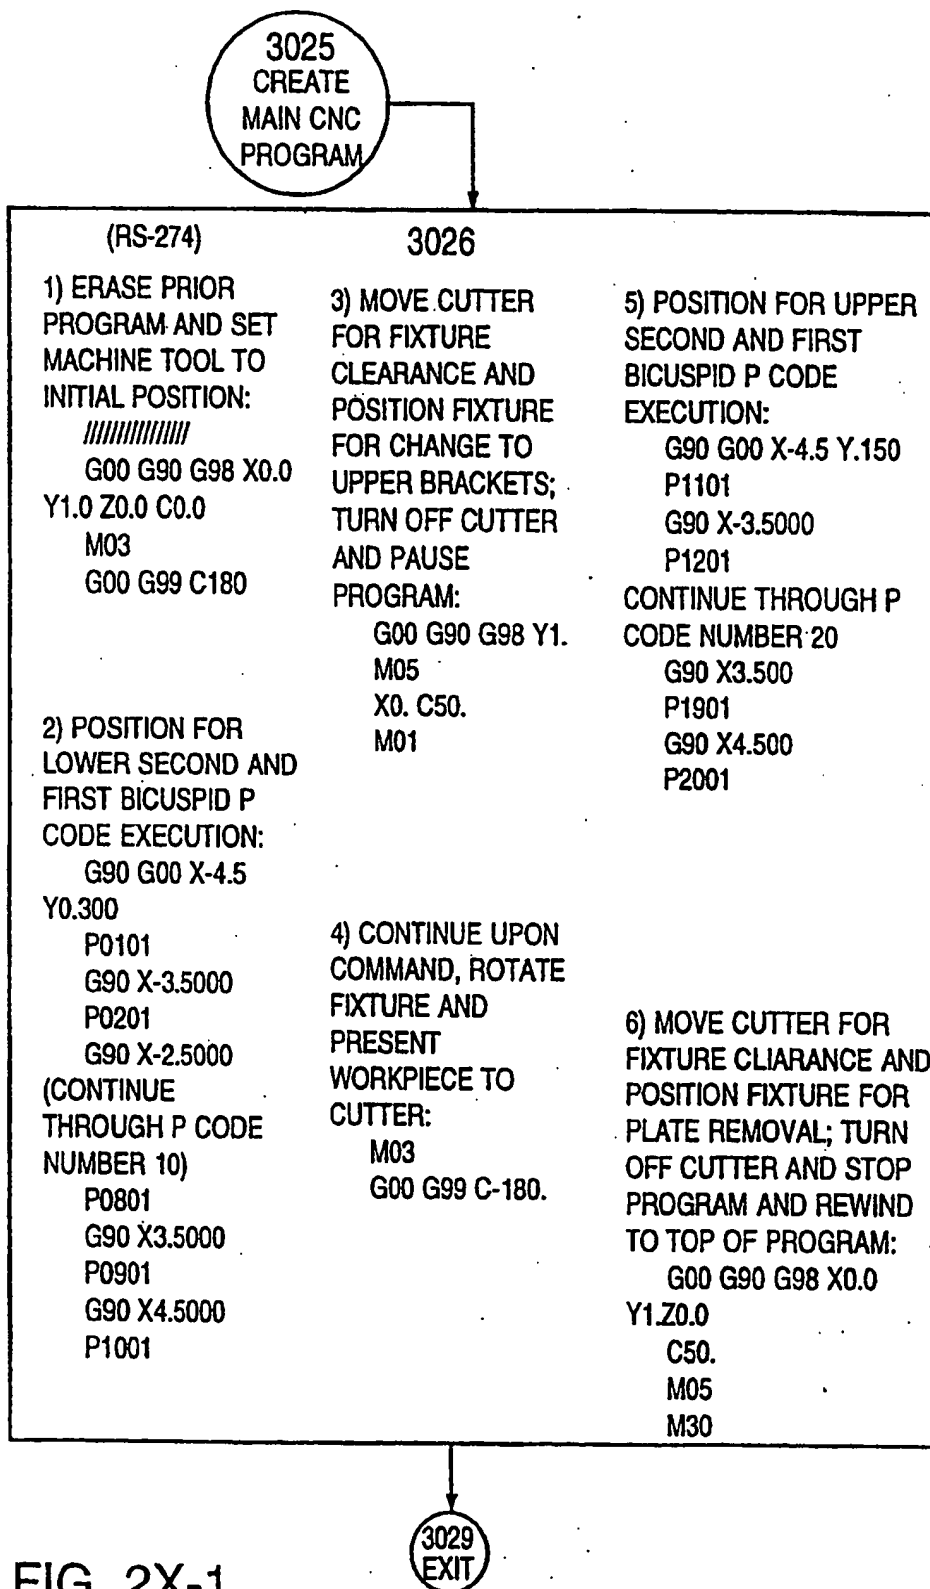 3025
CREATE
MAIN CNC
PROGRAM
(RS-274)
3026
1) ERASE PRIOR
PROGRAM AND SET
MACHINE TOOL TO
INITIAL POSITION:
////////////////
G00 G90 G98 X0.0
Y1.0 Z0.0 C0.0
M03
G00 G99 C180
2) POSITION FOR
LOWER SECOND AND
FIRST BICUSPID P
CODE EXECUTION:
G90 G00 X-4.5
Y0.300
P0101
G90 X-3.5000
P0201
G90 X-2.5000
(CONTINUE
THROUGH P CODE
NUMBER 10)
P0801
G90 X3.5000
P0901
G90 X4.5000
P1001
3) MOVE CUTTER
FOR FIXTURE
CLEARANCE AND
POSITION FIXTURE
FOR CHANGE TO
UPPER BRACKETS;
TURN OFF CUTTER
AND PAUSE
PROGRAM:
G00 G90 G98 Y1.
M05
X0. C50.
M01
4) CONTINUE UPON
COMMAND, ROTATE
FIXTURE AND
PRESENT
WORKPIECE TO
CUTTER:
M03
G00 G99 C-180.
5) POSITION FOR UPPER
SECOND AND FIRST
BICUSPID P CODE
EXECUTION:
G90 G00 X-4.5 Y.150
P1101
G90 X-3.5000
P1201
CONTINUE THROUGH P
CODE NUMBER 20
G90 X3.500
P1901
G90 X4.500
P2001
6) MOVE CUTTER FOR
FIXTURE CLIARANCE AND
POSITION FIXTURE FOR
PLATE REMOVAL; TURN
OFF CUTTER AND STOP
PROGRAM AND REWIND
TO TOP OF PROGRAM:
G00 G90 G98 X0.0
Y1.Z0.0
C50.
M05
M30
3029
EXIT
FIG. 2X-1